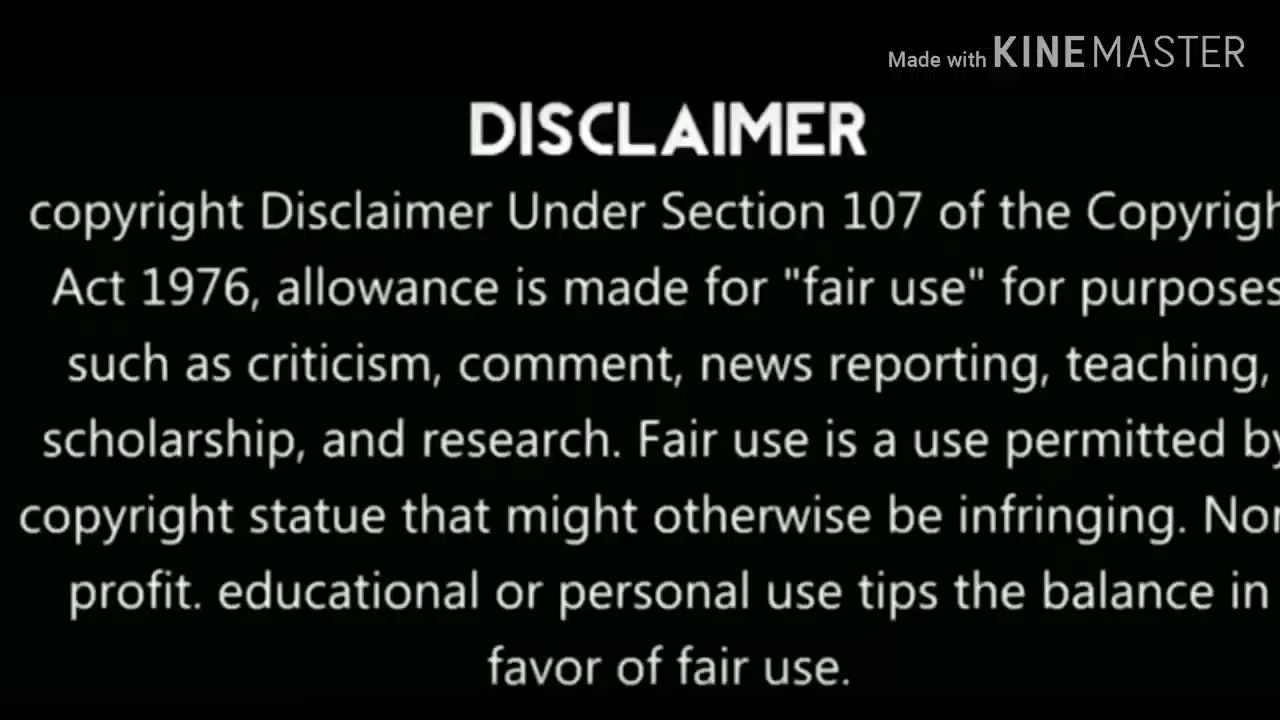 Made with KINEMASTER
DISCLAIMER
copyright Disclaimer Under Section 107 of the Copyrigh
Act 1976, allowance is made for "fair use" for purposes
such as criticism, comment, news reporting, teaching,
scholarship, and research. Fair use is a use permitted by
copyright statue that might otherwise be infringing. Non
profit. educational or personal use tips the balance in
favor of fair use.